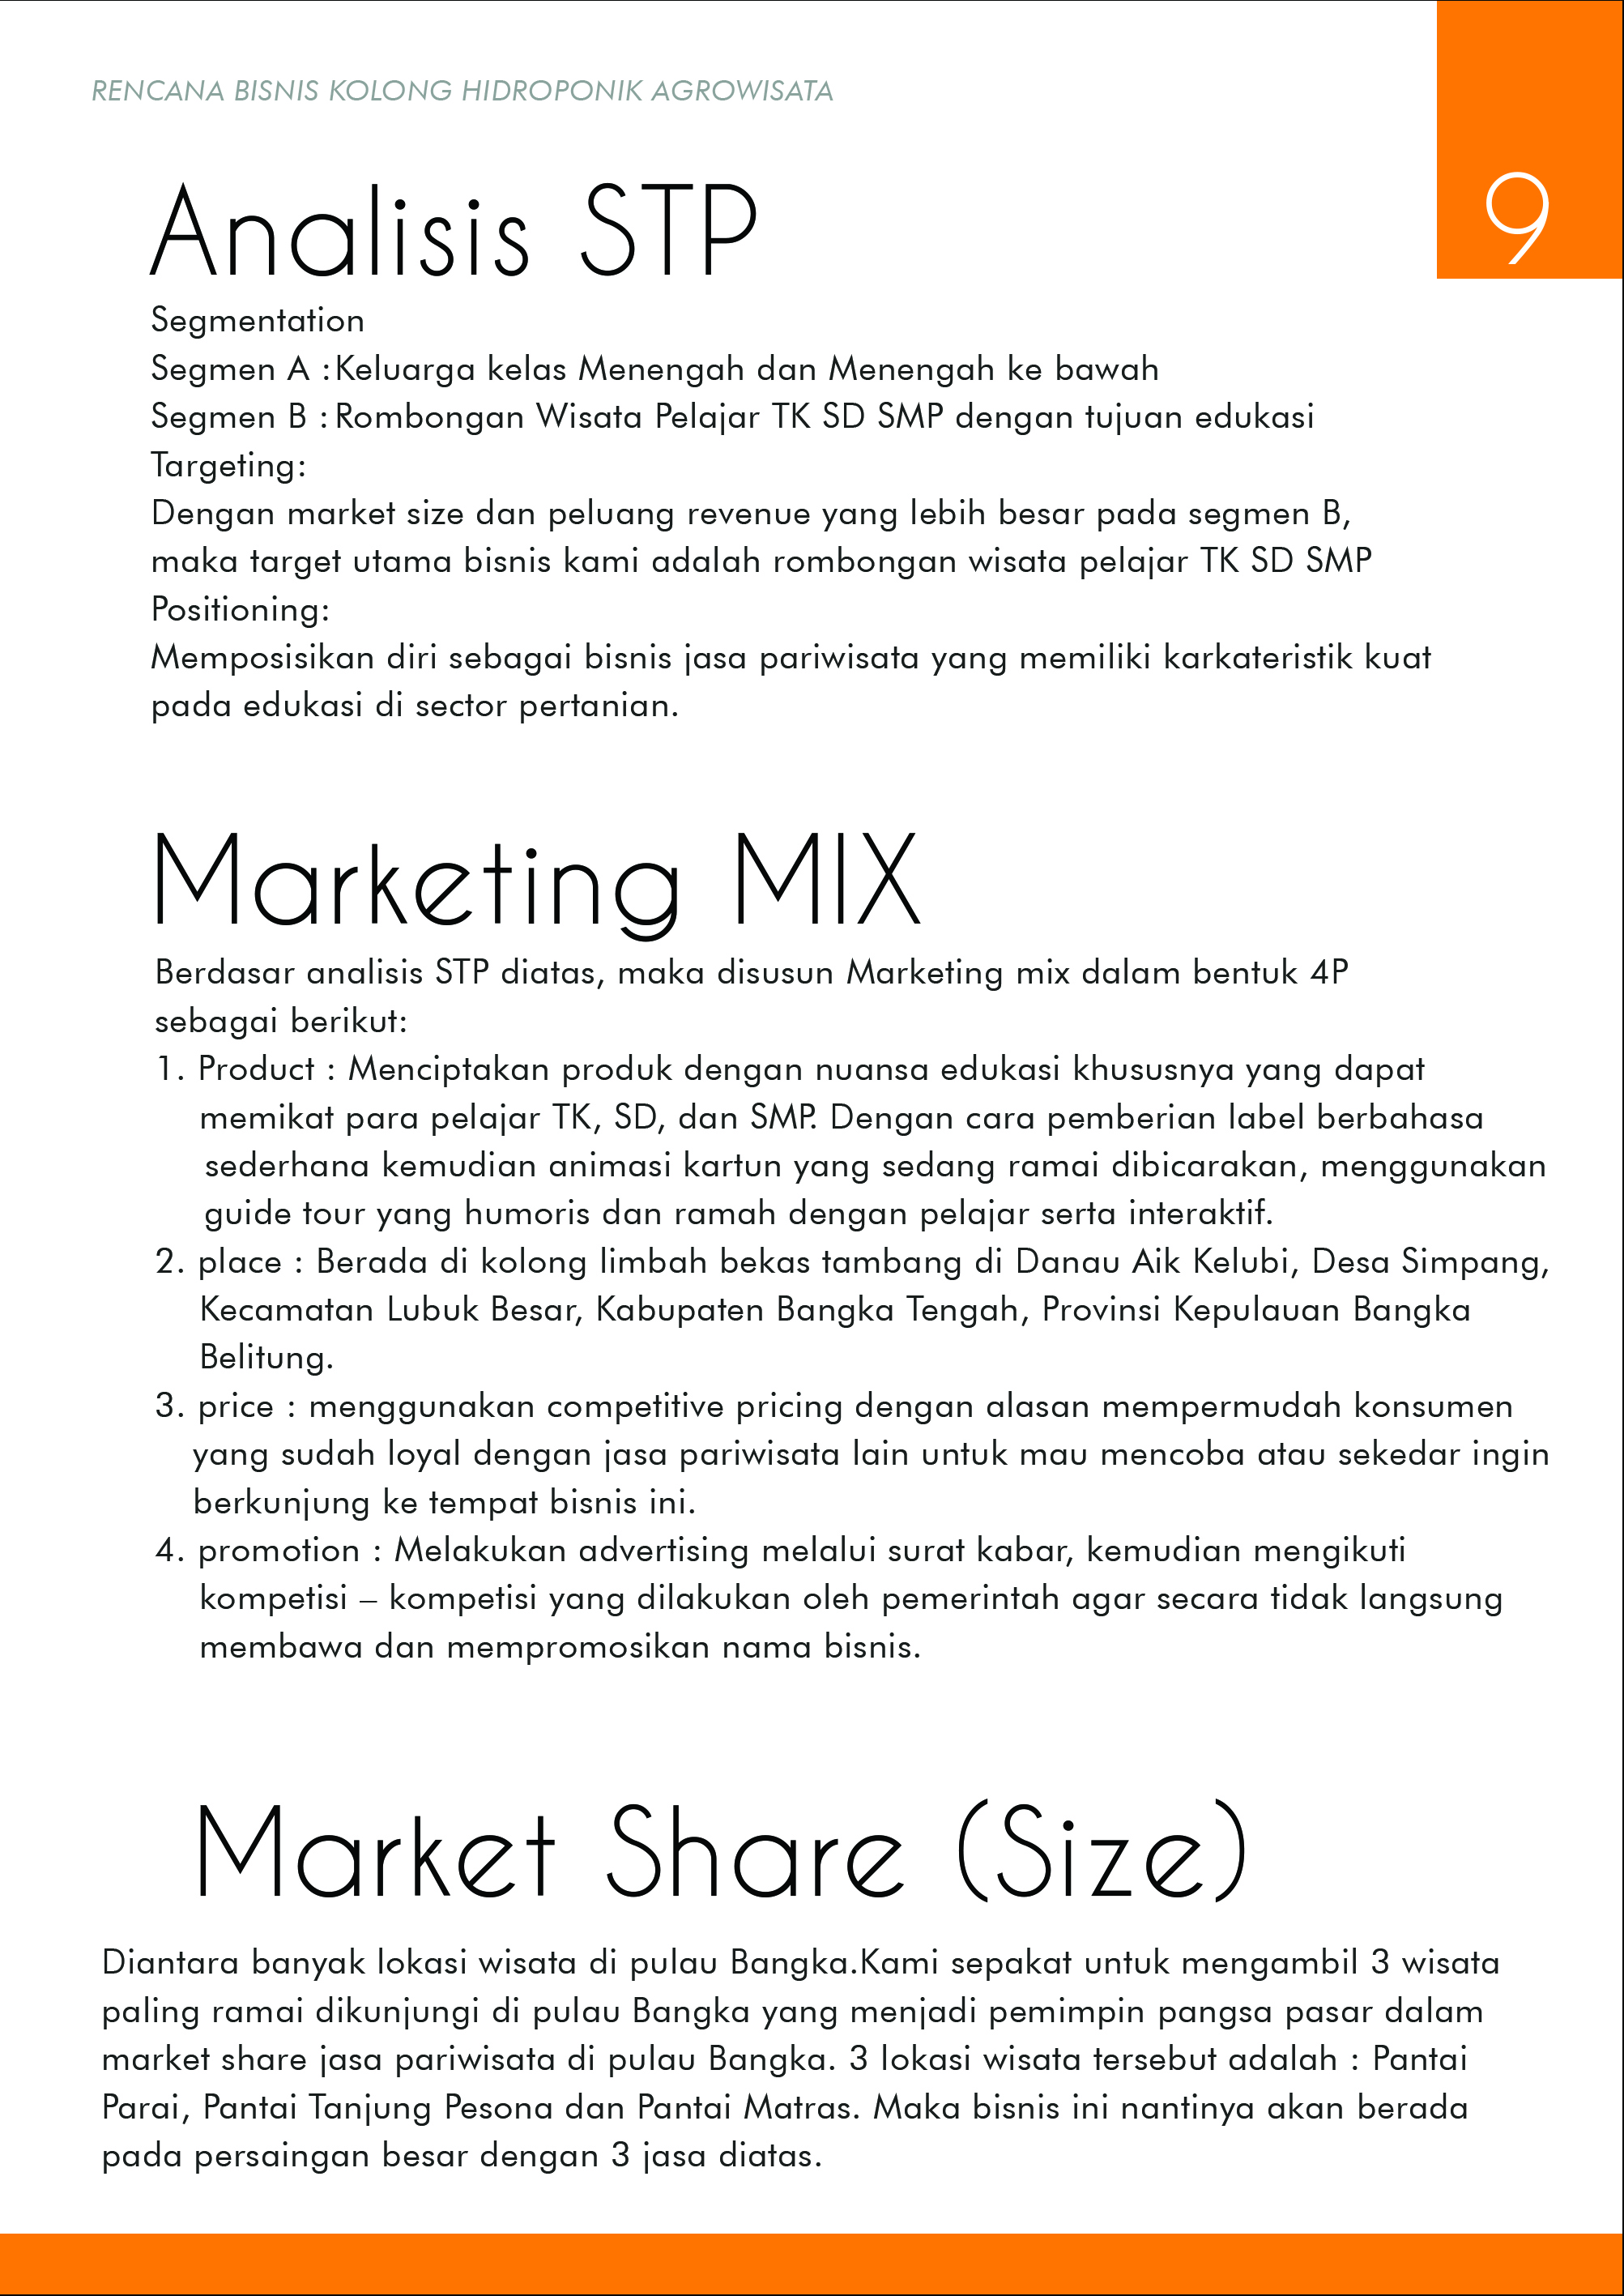 RENCANA BISNIS KOLONG HIDROPONIK AGROWISATA
9
Analisis STP
Segmentation
Segmen A : Keluarga kelas Menengah dan Menengah ke bawah
Segmen B : Rombongan Wisata Pelajar TK SD SMP dengan tujuan edukasi
Targeting:
Dengan market size dan peluang revenue yang lebih besar pada segmen B,
maka target utama bisnis kami adalah rombongan wisata pelajar TK SD SMP
Positioning:
Memposisikan diri sebagai bisnis jasa pariwisata yang memiliki karkateristik kuat
pada edukasi di sector pertanian.
Marketing MIX
Berdasar analisis STP diatas, maka disusun Marketing mix dalam bentuk 4P
sebagai berikut:
1. Product : Menciptakan produk dengan nuansa edukasi khususnya yang dapat
memikat para pelajar TK, SD, dan SMP. Dengan cara pemberian label berbahasa
sederhana kemudian animasi kartun yang sedang ramai dibicarakan, menggunakan
guide tour yang humoris dan ramah dengan pelajar serta interaktif.
2. place : Berada di kolong limbah bekas tambang di Danau Aik Kelubi, Desa Simpang,
Kecamatan Lubuk Besar, Kabupaten Bangka Tengah, Provinsi Kepulauan Bangka
Belitung.
3. price : menggunakan competitive pricing dengan alasan mempermudah konsumen
yang sudah loyal dengan jasa pariwisata lain untuk mau mencoba atau sekedar ingin
berkunjung ke tempat bisnis ini.
4. promotion : Melakukan advertising melalui surat kabar, kemudian mengikuti
kompetisi – kompetisi yang dilakukan oleh pemerintah agar secara tidak langsung
membawa dan mempromosikan nama bisnis.
Market Share (Size)
Diantara banyak lokasi wisata di pulau Bangka.Kami sepakat untuk mengambil 3 wisata
paling ramai dikunjungi di pulau Bangka yang menjadi pemimpin pangsa pasar dalam
market share jasa pariwisata di pulau Bangka. 3 lokasi wisata tersebut adalah : Pantai
Parai, Pantai Tanjung Pesona dan Pantai Matras. Maka bisnis ini nantinya akan berada
pada persaingan besar dengan 3 jasa diatas.